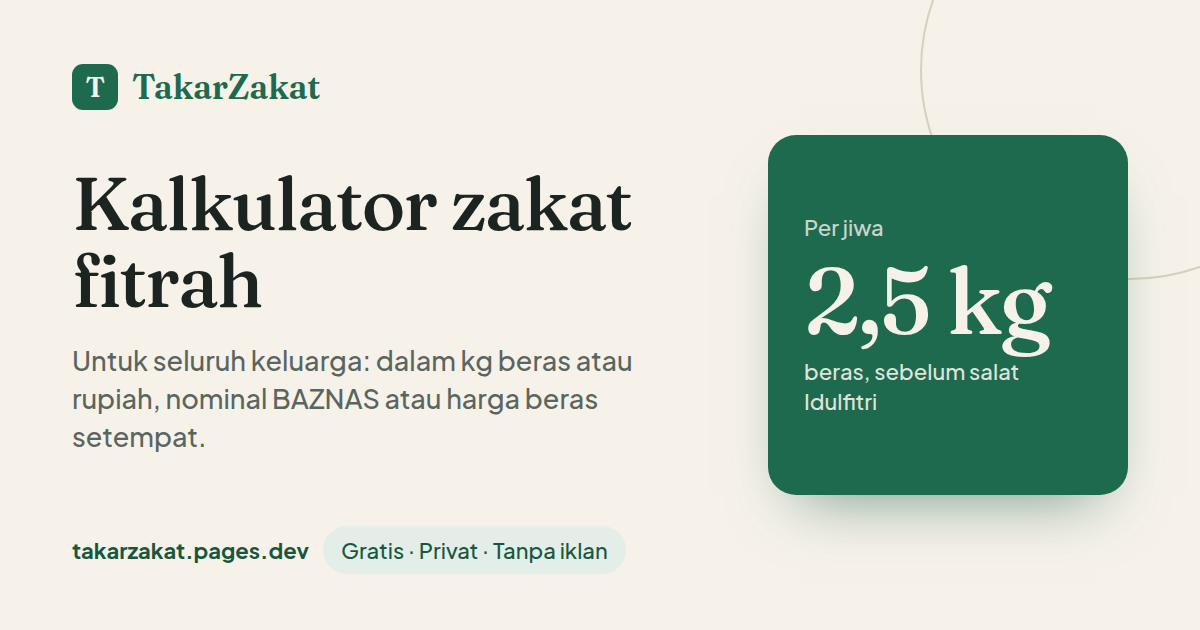 T TakarZakat
Kalkulator zakat
fitrah
Untuk seluruh keluarga: dalam kg beras atau
rupiah, nominal BAZNAS atau harga beras
setempat.
takarzakat.pages.dev Gratis · Privat · Tanpa iklan
Per jiwa
2,5 kg
beras, sebelum salat
Idulfitri